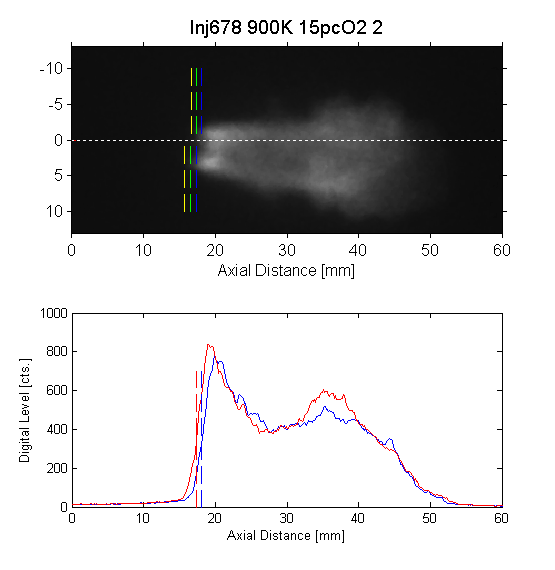 Inj678 900K 15pcO2 2
-10
-5
0
5
10
0 10 20 30 40 50 60
Axial Distance [mm]
1000
800
600
400
200
0
Digital Level [cts.]
0 10 20 30 40 50 60
Axial Distance [mm]